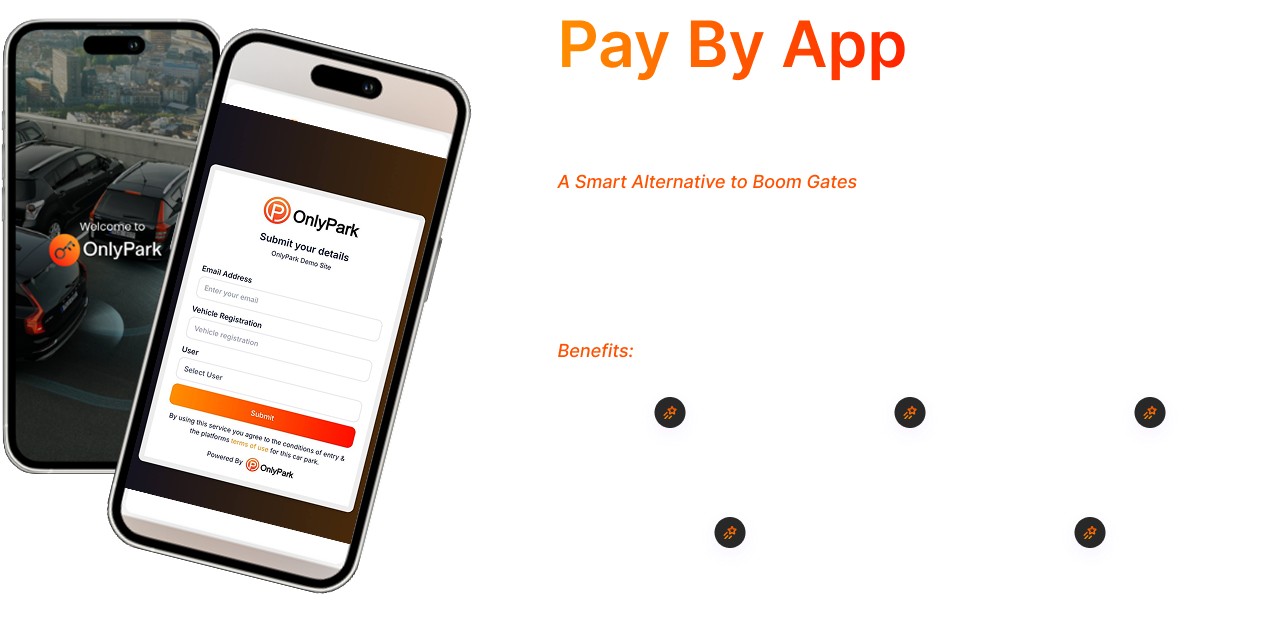 Pay By App
A Smart Alternative to Boom Gates
Benefits:
Welcome to
OnlyPark
OnlyPark
Submit your details
OnlyPark Demo Site
Email Address
Enter your email
Vehicle Registration
Vehicle registration
User
Select User
Submit
By using this service you agree to the conditions of entry &
the platforms terms of use for this car park.
Powered By OnlyPark